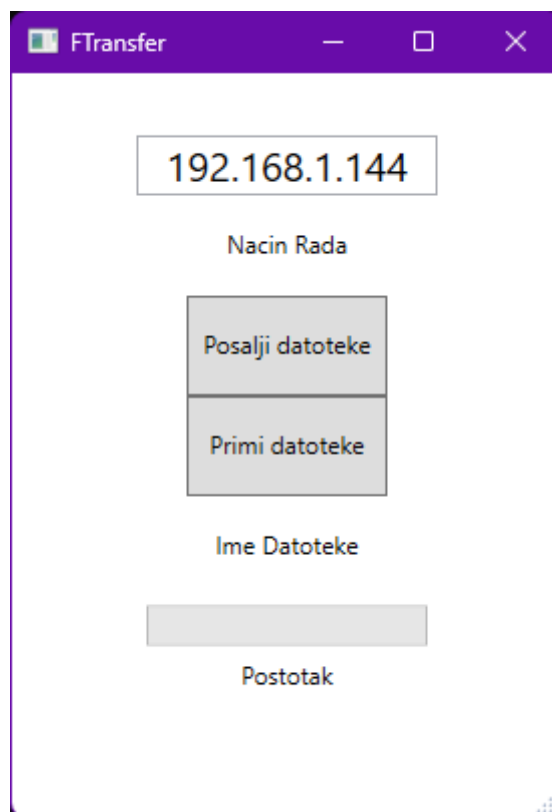 FTransfer
192.168.1.144
Nacin Rada
Posalji datoteke
Primi datoteke
Ime Datoteke
Postotak